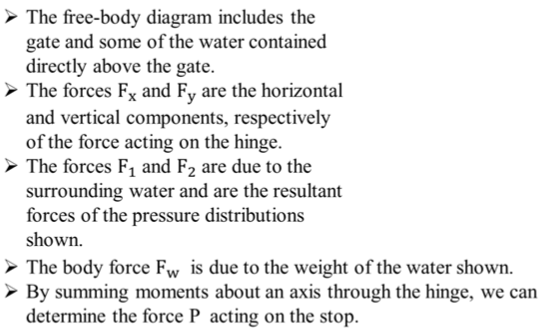 ➢ The free-body diagram includes the
gate and some of the water contained
directly above the gate.
➢ The forces Fₓ and Fᵧ are the horizontal
and vertical components, respectively
of the force acting on the hinge.
➢ The forces F₁ and F₂ are due to the
surrounding water and are the resultant
forces of the pressure distributions
shown.
➢ The body force F_w is due to the weight of the water shown.
➢ By summing moments about an axis through the hinge, we can
determine the force P acting on the stop.